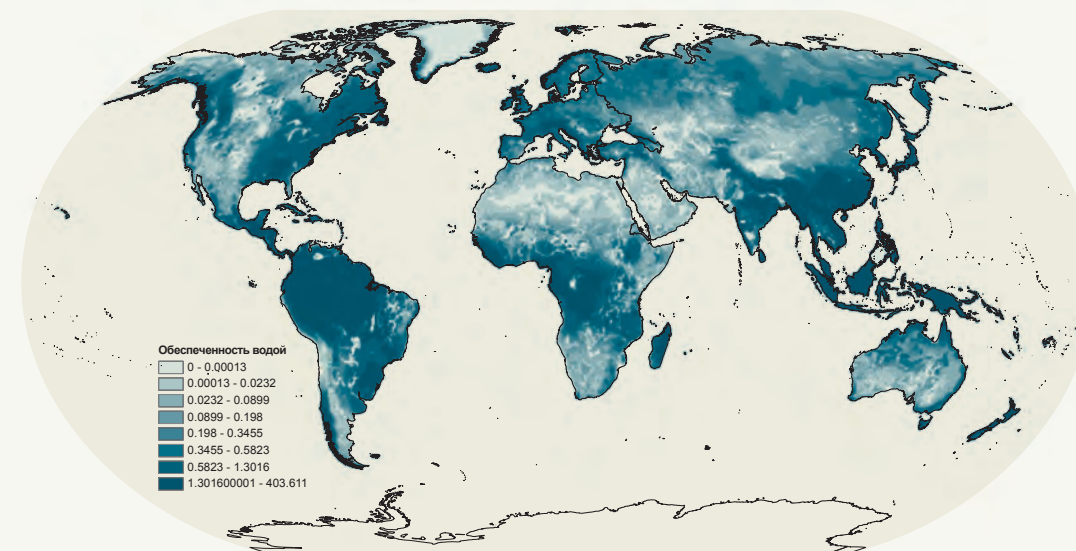 Обеспеченность водой
0 - 0.00013
0.00013 - 0.0232
0.0232 - 0.0899
0.0899 - 0.198
0.198 - 0.3455
0.3455 - 0.5823
0.5823 - 1.3016
1.301600001 - 403.611